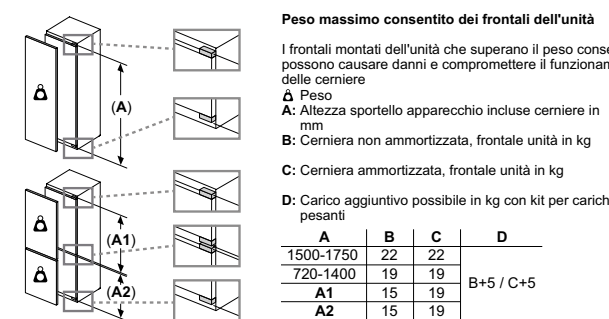 Peso massimo consentito dei frontali dell'unità
I frontali montati dell'unità che superano il peso
possono causare danni e compromettere il
delle cerniere
Peso
A: Altezza sportello apparecchio incluse cerniere in
mm
B: Cerniera non ammortizzata, frontale unità in kg
C: Cerniera ammortizzata, frontale unità in kg
D: Carico aggiuntivo possibile in kg con kit per
pesanti
(A)
(A1)
(A2)
A B C D
1500-1750 22 22
720-1400 19 19
B+5 / C+5
A1 15 19
A2 15 19